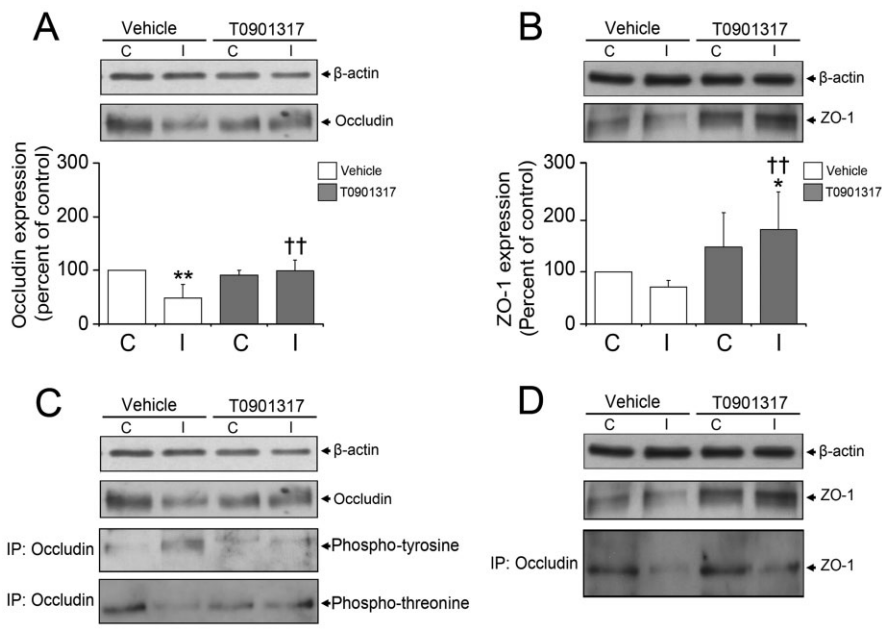 A
Vehicle T0901317
C I C I
β-actin
Occludin
Occludin expression
(percent of control)
300
200
100
0
**
††
Vehicle
T0901317
C I C I
B
Vehicle T0901317
C I C I
β-actin
ZO-1
ZO-1 expression
(Percent of control)
300
200
100
0
††
*
Vehicle
T0901317
C I C I
C
Vehicle T0901317
C I C I
β-actin
Occludin
IP: Occludin Phospho-tyrosine
IP: Occludin Phospho-threonine
D
Vehicle T0901317
C I C I
β-actin
ZO-1
IP: Occludin ZO-1